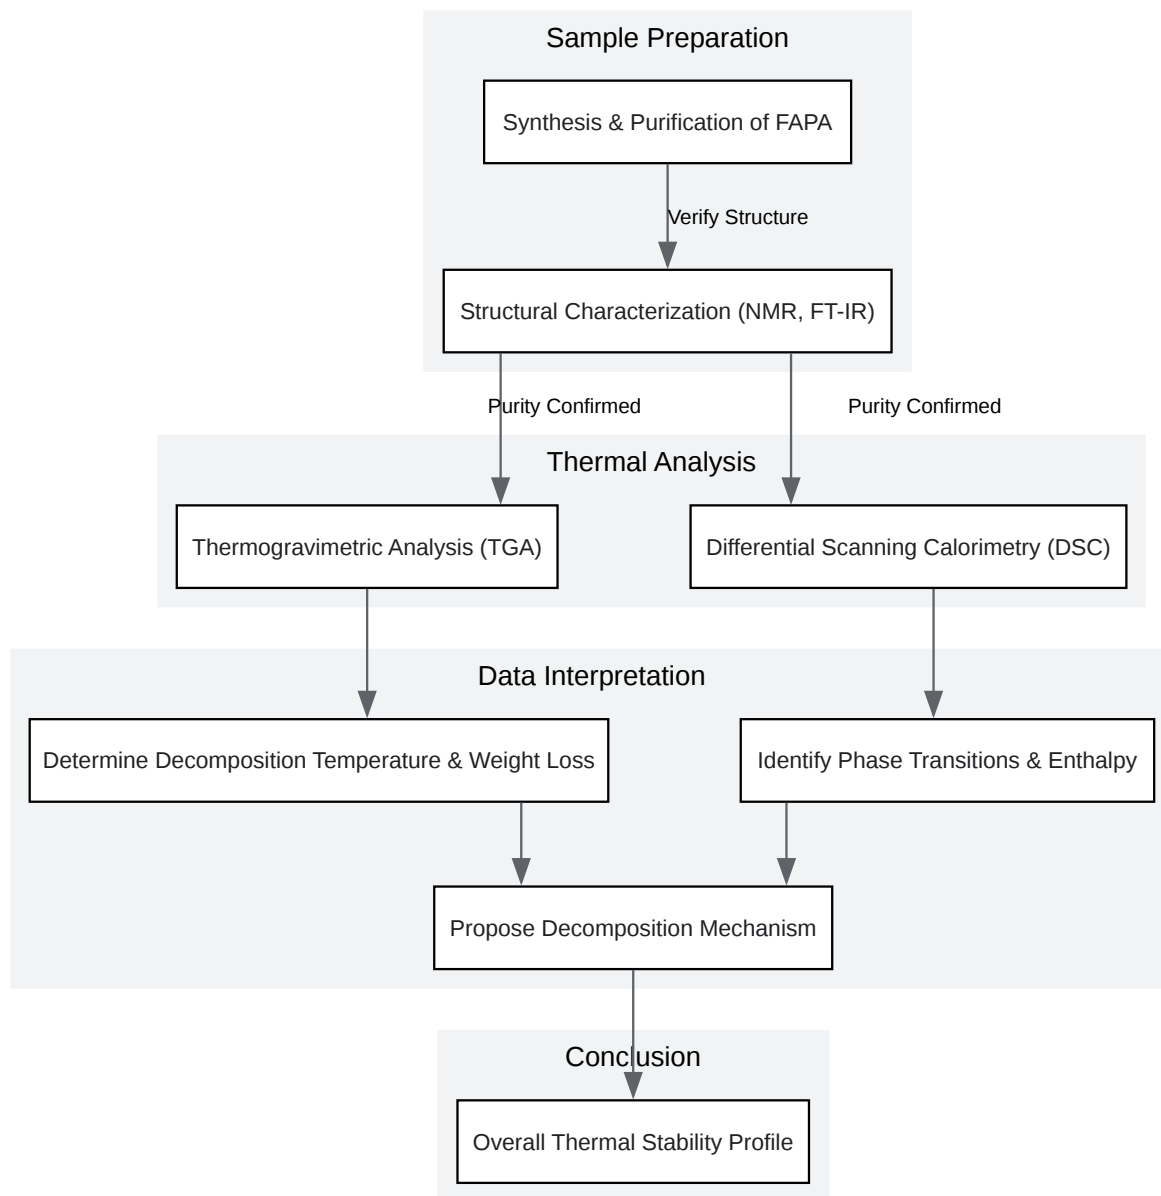 Sample Preparation
Synthesis & Purification of FAPA
Verify Structure
Structural Characterization (NMR, FT-IR)
Purity Confirmed
Purity Confirmed
Thermal Analysis
Thermogravimetric Analysis (TGA)
Differential Scanning Calorimetry (DSC)
Data Interpretation
Determine Decomposition Temperature & Weight Loss
Identify Phase Transitions & Enthalpy
Propose Decomposition Mechanism
Conclusion
Overall Thermal Stability Profile